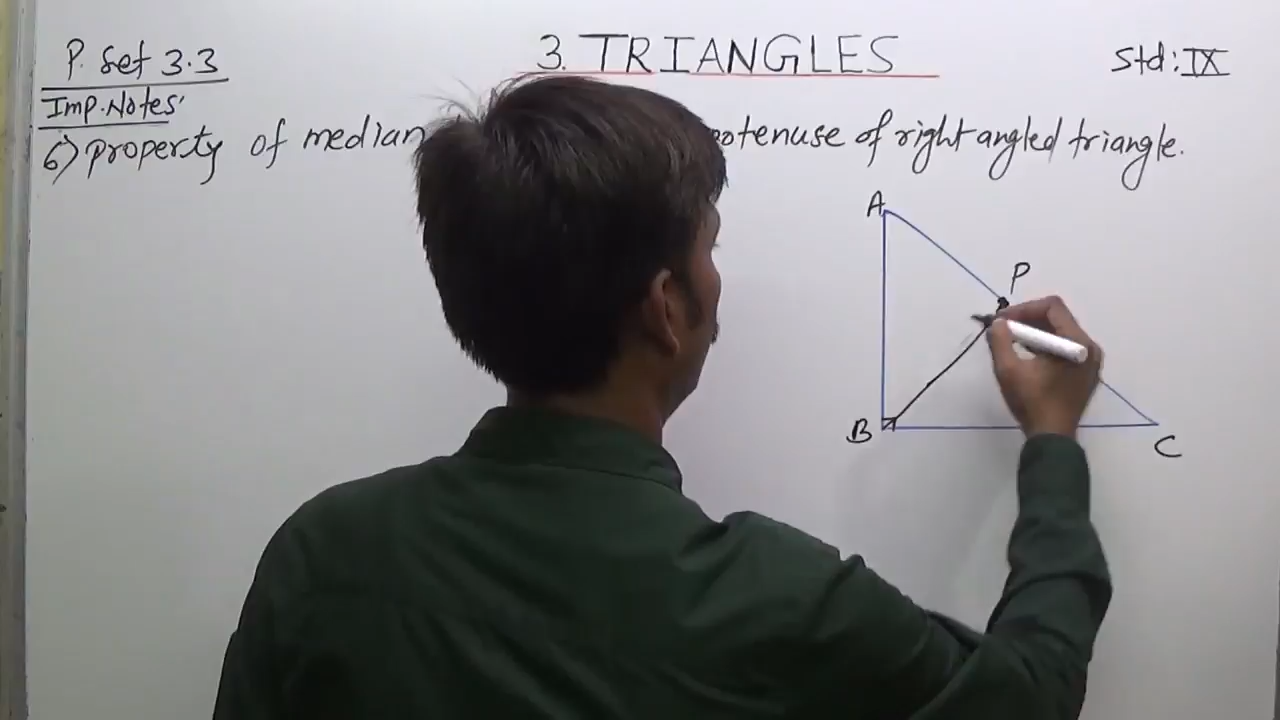 P. Set 3.3
3. TRIANGLES
Std: IX
Imp. Notes
6) property of median otenuse of right angled triangle.
A
P
B
C